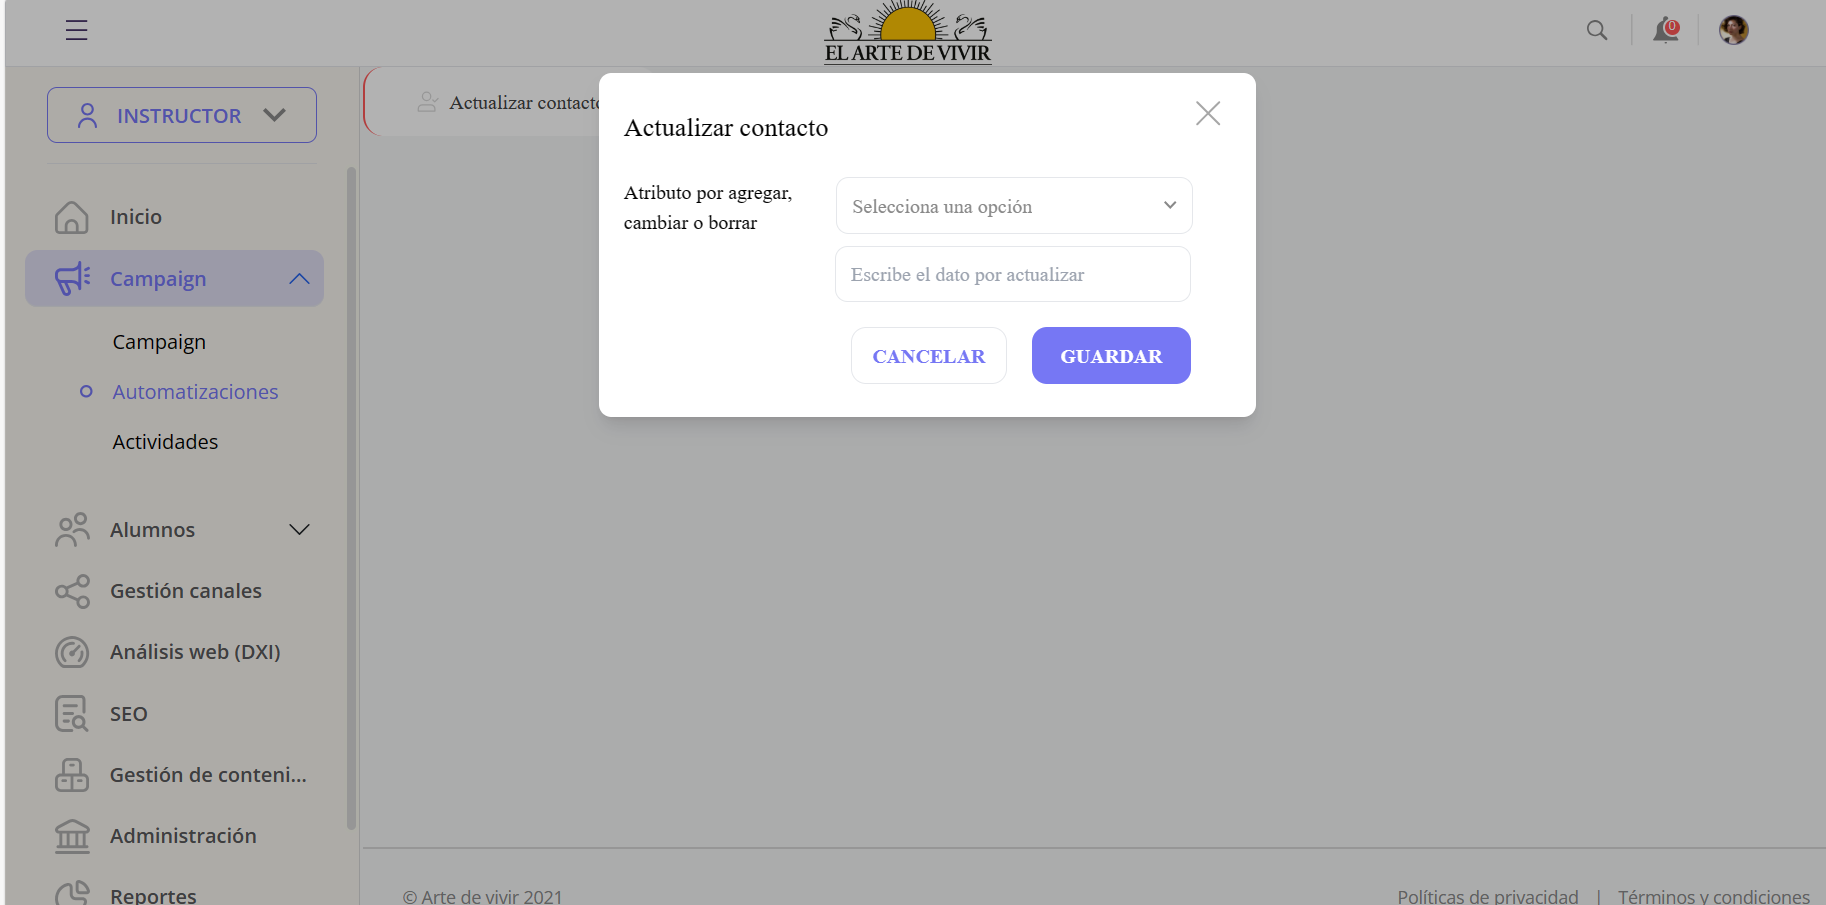 EL ARTE DE VIVIR
0
INSTRUCTOR
Inicio
Campaign
Campaign
Automatizaciones
Actividades
Alumnos
Gestión canales
Análisis web (DXI)
SEO
Gestión de conteni...
Administración
Reportes
Actualizar contacto
Actualizar contacto
Atributo por agregar,
cambiar o borrar
Selecciona una opción
Escribe el dato por actualizar
CANCELAR
GUARDAR
© Arte de vivir 2021
Políticas de privacidad | Términos y condiciones